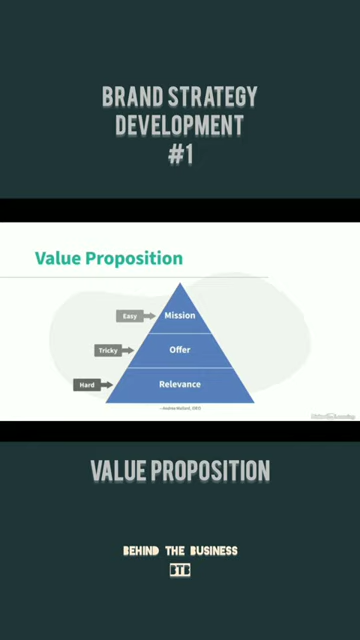 BRAND STRATEGY
DEVELOPMENT
#1
Value Proposition
Easy
Mission
Tricky
Offer
Hard
Relevance
VALUE PROPOSITION
BEHIND THE BUSINESS
BTB